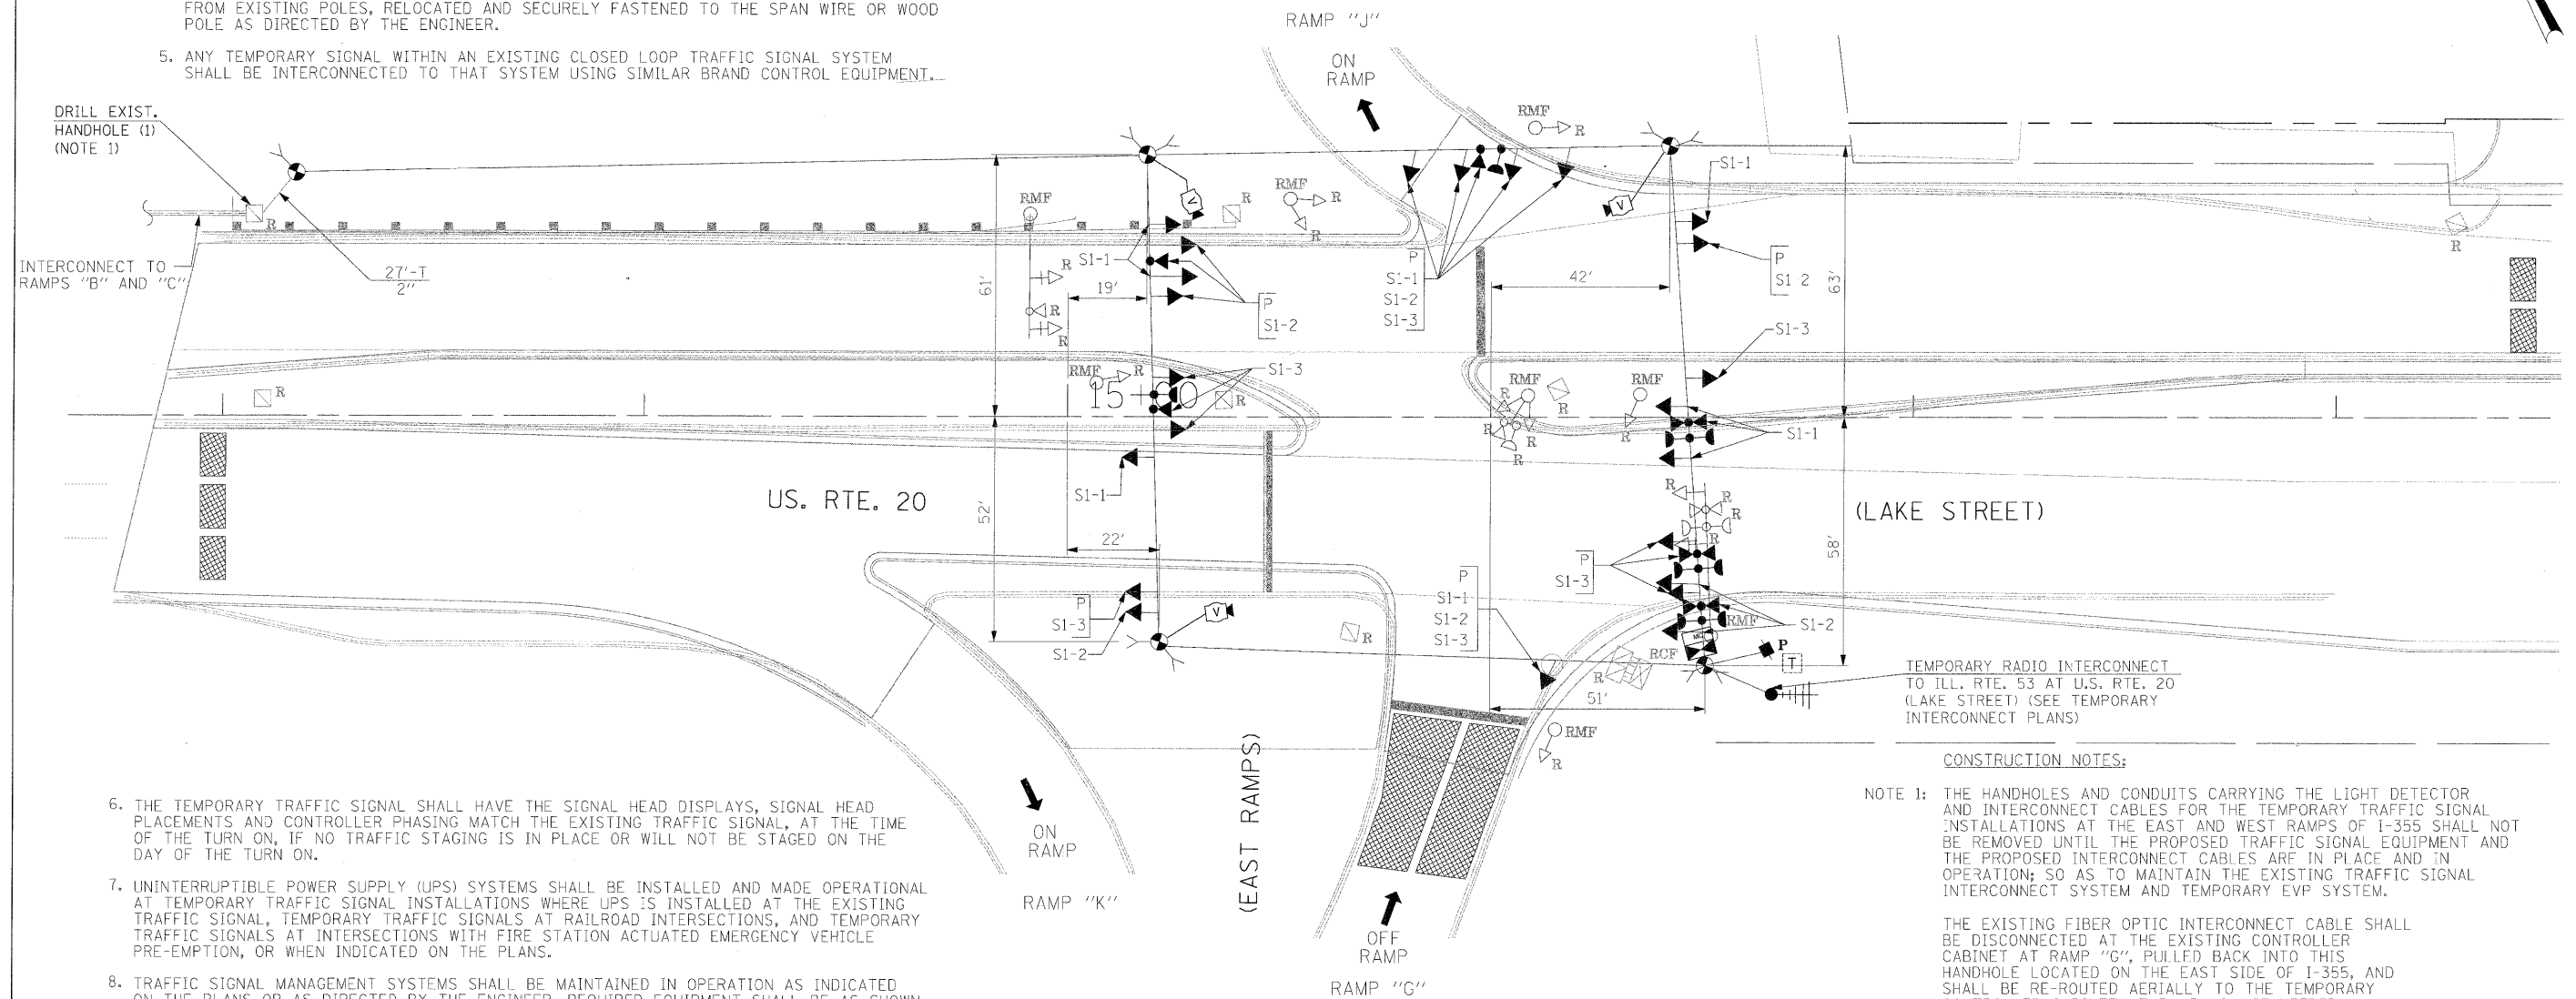 FROM EXISTING POLES, RELOCATED AND SECURELY FASTENED TO THE SPAN WIRE OR WOOD
POLE AS DIRECTED BY THE ENGINEER.
5. ANY TEMPORARY SIGNAL WITHIN AN EXISTING CLOSED LOOP TRAFFIC SIGNAL SYSTEM
SHALL BE INTERCONNECTED TO THAT SYSTEM USING SIMILAR BRAND CONTROL EQUIPMENT.
RAMP "J"
ON
RAMP
DRILL EXIST.
HANDHOLE (1)
(NOTE 1)
RMF
R
S1-1
R
RMF
V
R
RMF
R
R
V
R
INTERCONNECT TO
RAMPS "B" AND "C"
27'-T
2"
61'
R
S1-1
19'
R
R
P
S1-2
P
S1-1
S1-2
S1-3
42'
P
S1 2
63'
S1-3
R
RMF
R
15+00
S1-3
R
RMF
R
R
R
R
RMF
R
S1-1
US. RTE. 20
52'
S1-1
22'
R
R
R
R
(LAKE STREET)
58'
P
S1-3
P
S1-3
S1-2
V
R
P
S1-1
S1-2
S1-3
RMF
S1-2
RCF
R
P
T
51'
RMF
R
TEMPORARY RADIO INTERCONNECT
TO ILL. RTE. 53 AT U.S. RTE. 20
(LAKE STREET) (SEE TEMPORARY
INTERCONNECT PLANS)
(EAST RAMPS)
ON
RAMP
RAMP "K"
OFF
RAMP
RAMP "G"
6. THE TEMPORARY TRAFFIC SIGNAL SHALL HAVE THE SIGNAL HEAD DISPLAYS, SIGNAL HEAD
PLACEMENTS AND CONTROLLER PHASING MATCH THE EXISTING TRAFFIC SIGNAL, AT THE TIME
OF THE TURN ON, IF NO TRAFFIC STAGING IS IN PLACE OR WILL NOT BE STAGED ON THE
DAY OF THE TURN ON.
7. UNINTERRUPTIBLE POWER SUPPLY (UPS) SYSTEMS SHALL BE INSTALLED AND MADE OPERATIONAL
AT TEMPORARY TRAFFIC SIGNAL INSTALLATIONS WHERE UPS IS INSTALLED AT THE EXISTING
TRAFFIC SIGNAL, TEMPORARY TRAFFIC SIGNALS AT RAILROAD INTERSECTIONS, AND TEMPORARY
TRAFFIC SIGNALS AT INTERSECTIONS WITH FIRE STATION ACTUATED EMERGENCY VEHICLE
PRE-EMPTION, OR WHEN INDICATED ON THE PLANS.
8. TRAFFIC SIGNAL MANAGEMENT SYSTEMS SHALL BE MAINTAINED IN OPERATION AS INDICATED
ON THE PLANS OR AS DIRECTED BY THE ENGINEER. REQUIRED EQUIPMENT SHALL BE AS SHOWN
CONSTRUCTION NOTES:
NOTE 1: THE HANDHOLES AND CONDUITS CARRYING THE LIGHT DETECTOR
AND INTERCONNECT CABLES FOR THE TEMPORARY TRAFFIC SIGNAL
INSTALLATIONS AT THE EAST AND WEST RAMPS OF I-355 SHALL NOT
BE REMOVED UNTIL THE PROPOSED TRAFFIC SIGNAL EQUIPMENT AND
THE PROPOSED INTERCONNECT CABLES ARE IN PLACE AND IN
OPERATION; SO AS TO MAINTAIN THE EXISTING TRAFFIC SIGNAL
INTERCONNECT SYSTEM AND TEMPORARY EVP SYSTEM.
THE EXISTING FIBER OPTIC INTERCONNECT CABLE SHALL
BE DISCONNECTED AT THE EXISTING CONTROLLER
CABINET AT RAMP "G", PULLED BACK INTO THIS
HANDHOLE LOCATED ON THE EAST SIDE OF I-355, AND
SHALL BE RE-ROUTED AERIALLY TO THE TEMPORARY